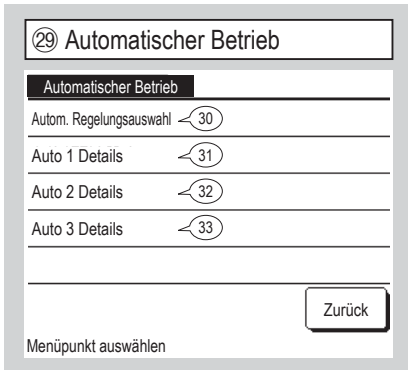 ㉙ Automatischer Betrieb
Automatischer Betrieb
Autom. Regelungsauswahl 30
Auto 1 Details 31
Auto 2 Details 32
Auto 3 Details 33
Zurück
Menüpunkt auswählen